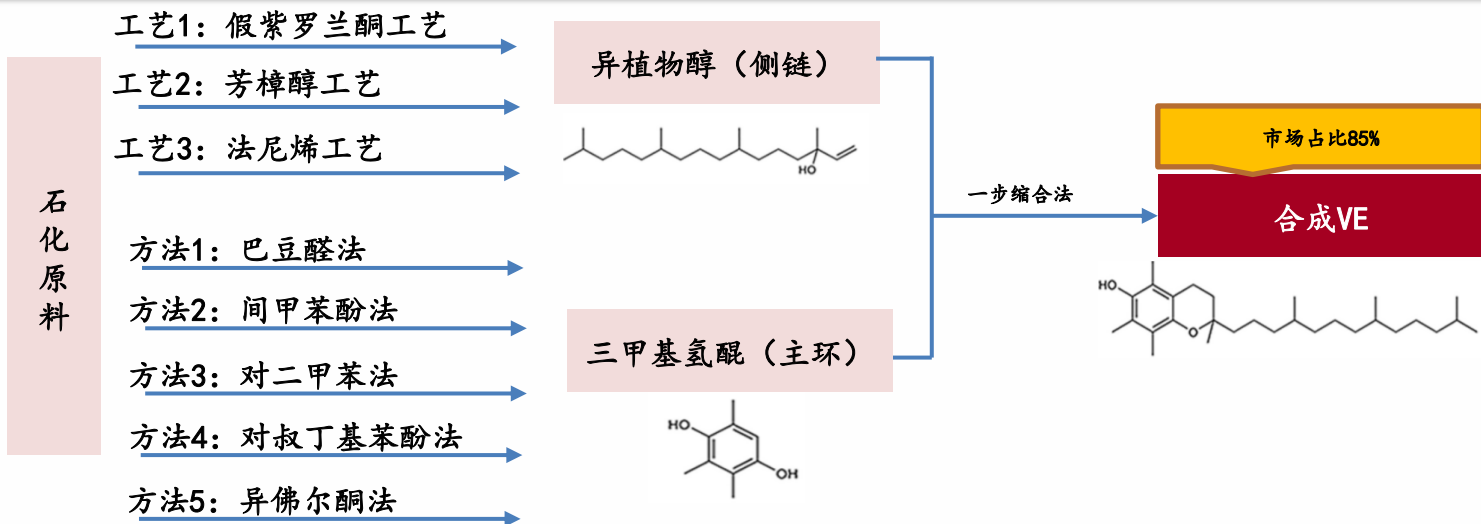 工艺1：假紫罗兰酮工艺
工艺2：芳樟醇工艺
工艺3：法尼烯工艺
异植物醇（侧链）
HO
石化原料
方法1：巴豆醛法
方法2：间甲苯酚法
方法3：对二甲苯法
方法4：对叔丁基苯酚法
方法5：异佛尔酮法
三甲基氢醌（主环）
HO
OH
一步缩合法
市场占比85%
合成VE
HO
O